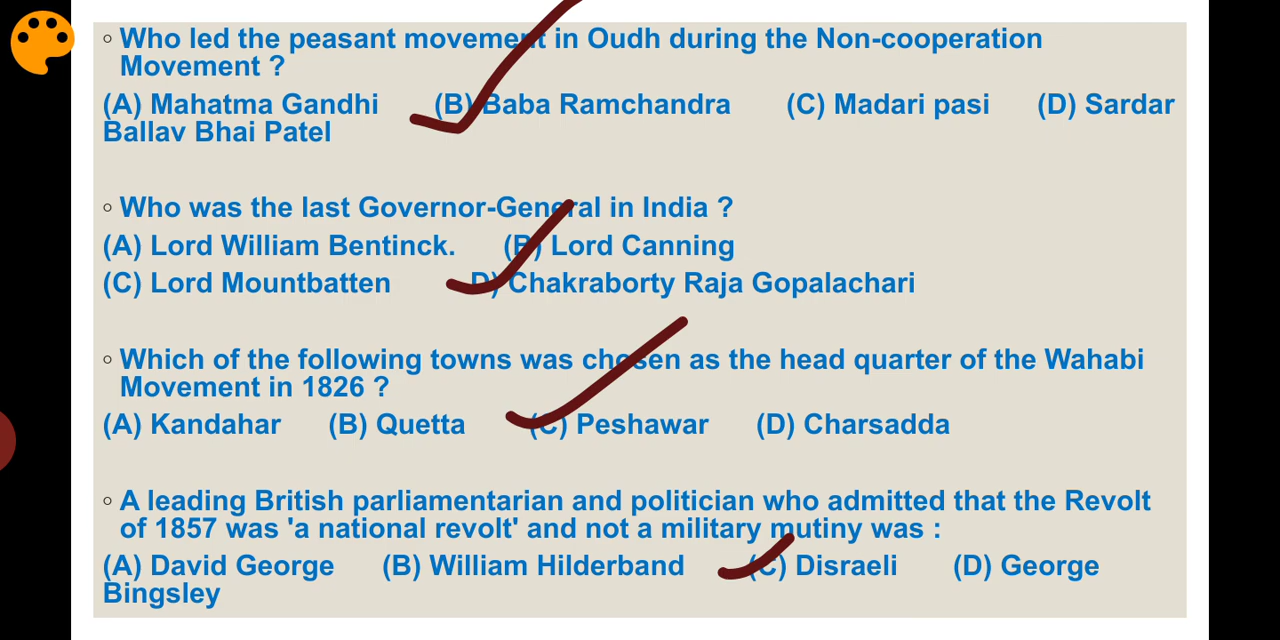 ◦ Who led the peasant movement in Oudh during the Non-cooperation
Movement ?
(A) Mahatma Gandhi (B) Baba Ramchandra (C) Madari pasi (D) Sardar
Ballav Bhai Patel
◦ Who was the last Governor-General in India ?
(A) Lord William Bentinck. (B) Lord Canning
(C) Lord Mountbatten D) Chakraborty Raja Gopalachari
◦ Which of the following towns was chosen as the head quarter of the Wahabi
Movement in 1826 ?
(A) Kandahar (B) Quetta (C) Peshawar (D) Charsadda
◦ A leading British parliamentarian and politician who admitted that the Revolt
of 1857 was 'a national revolt' and not a military mutiny was :
(A) David George (B) William Hilderband (C) Disraeli (D) George
Bingsley